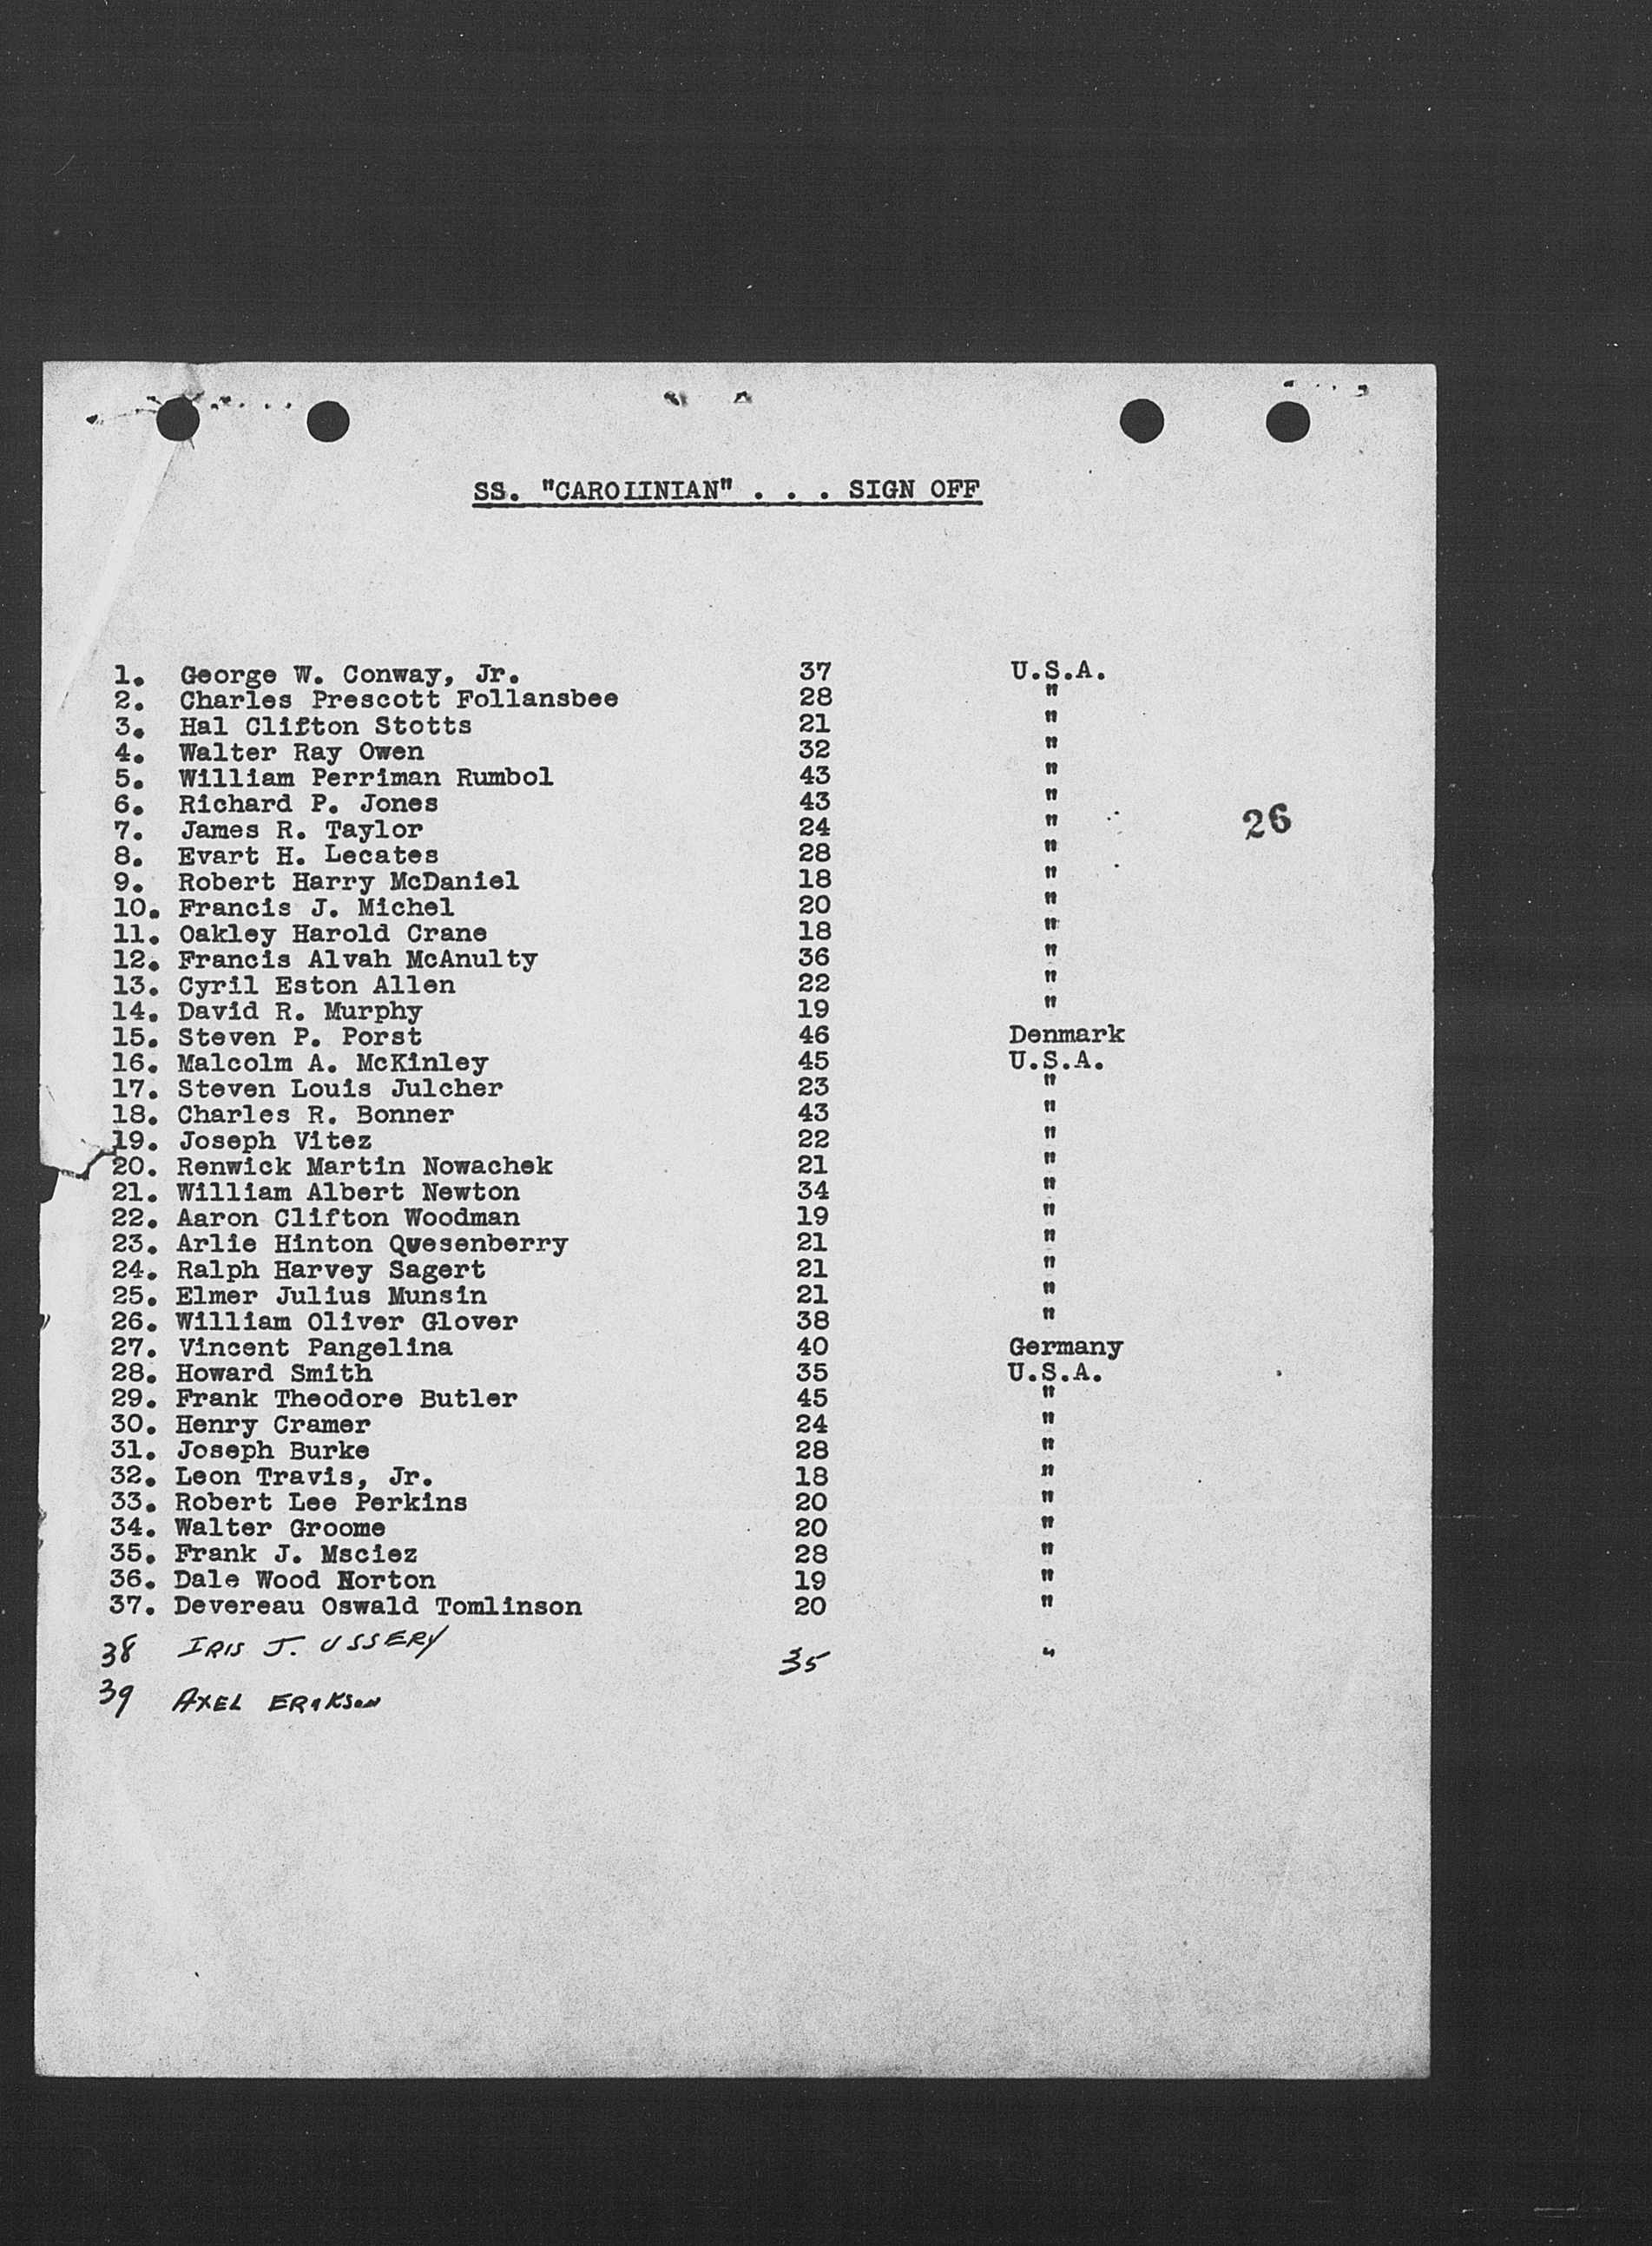 SS. "CAROLINIAN" . . . SIGN OFF
1. George W. Conway, Jr. 37 U.S.A.
2. Charles Prescott Follansbee 28 "
3. Hal Clifton Stotts 21 "
4. Walter Ray Owen 32 "
5. William Perriman Rumbol 43 "
6. Richard P. Jones 43 "
7. James R. Taylor 24 "
26
8. Evart H. Lecates 28 "
9. Robert Harry McDaniel 18 "
10. Francis J. Michel 20 "
11. Oakley Harold Crane 18 "
12. Francis Alvah McAnulty 36 "
13. Cyril Eston Allen 22 "
14. David R. Murphy 19 "
15. Steven P. Porst 46 Denmark
16. Malcolm A. McKinley 45 U.S.A.
17. Steven Louis Julcher 23 "
18. Charles R. Bonner 43 "
19. Joseph Vitez 22 "
20. Renwick Martin Nowachek 21 "
21. William Albert Newton 34 "
22. Aaron Clifton Woodman 19 "
23. Arlie Hinton Quesenberry 21 "
24. Ralph Harvey Sagert 21 "
25. Elmer Julius Munsin 21 "
26. William Oliver Glover 38 "
27. Vincent Pangelina 40 Germany
28. Howard Smith 35 U.S.A.
29. Frank Theodore Butler 45 "
30. Henry Cramer 24 "
31. Joseph Burke 28 "
32. Leon Travis, Jr. 18 "
33. Robert Lee Perkins 20 "
34. Walter Groome 20 "
35. Frank J. Msciez 28 "
36. Dale Wood Norton 19 "
37. Devereau Oswald Tomlinson 20 "
38 IRIS J. USSERY 35 "
39 AXEL ERIKSON